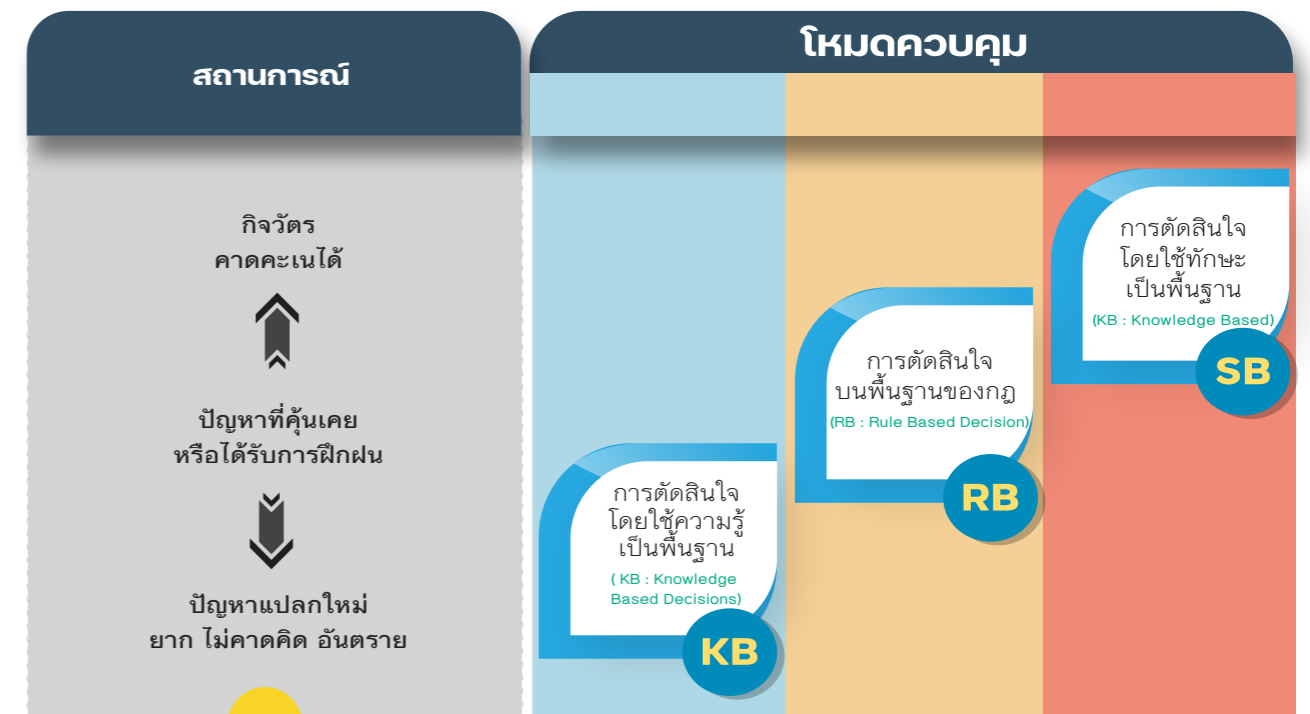 สถานการณ์
โหมดควบคุม
กิจวัตร
คาดคะเนได้
ปัญหาที่คุ้นเคย
หรือได้รับการฝึกฝน
ปัญหาแปลกใหม่
ยาก ไม่คาดคิด อันตราย
การตัดสินใจ
โดยใช้ความรู้
เป็นพื้นฐาน
( KB : Knowledge
Based Decisions)
KB
การตัดสินใจ
บนพื้นฐานของกฎ
(RB : Rule Based Decision)
RB
การตัดสินใจ
โดยใช้ทักษะ
เป็นพื้นฐาน
(KB : Knowledge Based)
SB